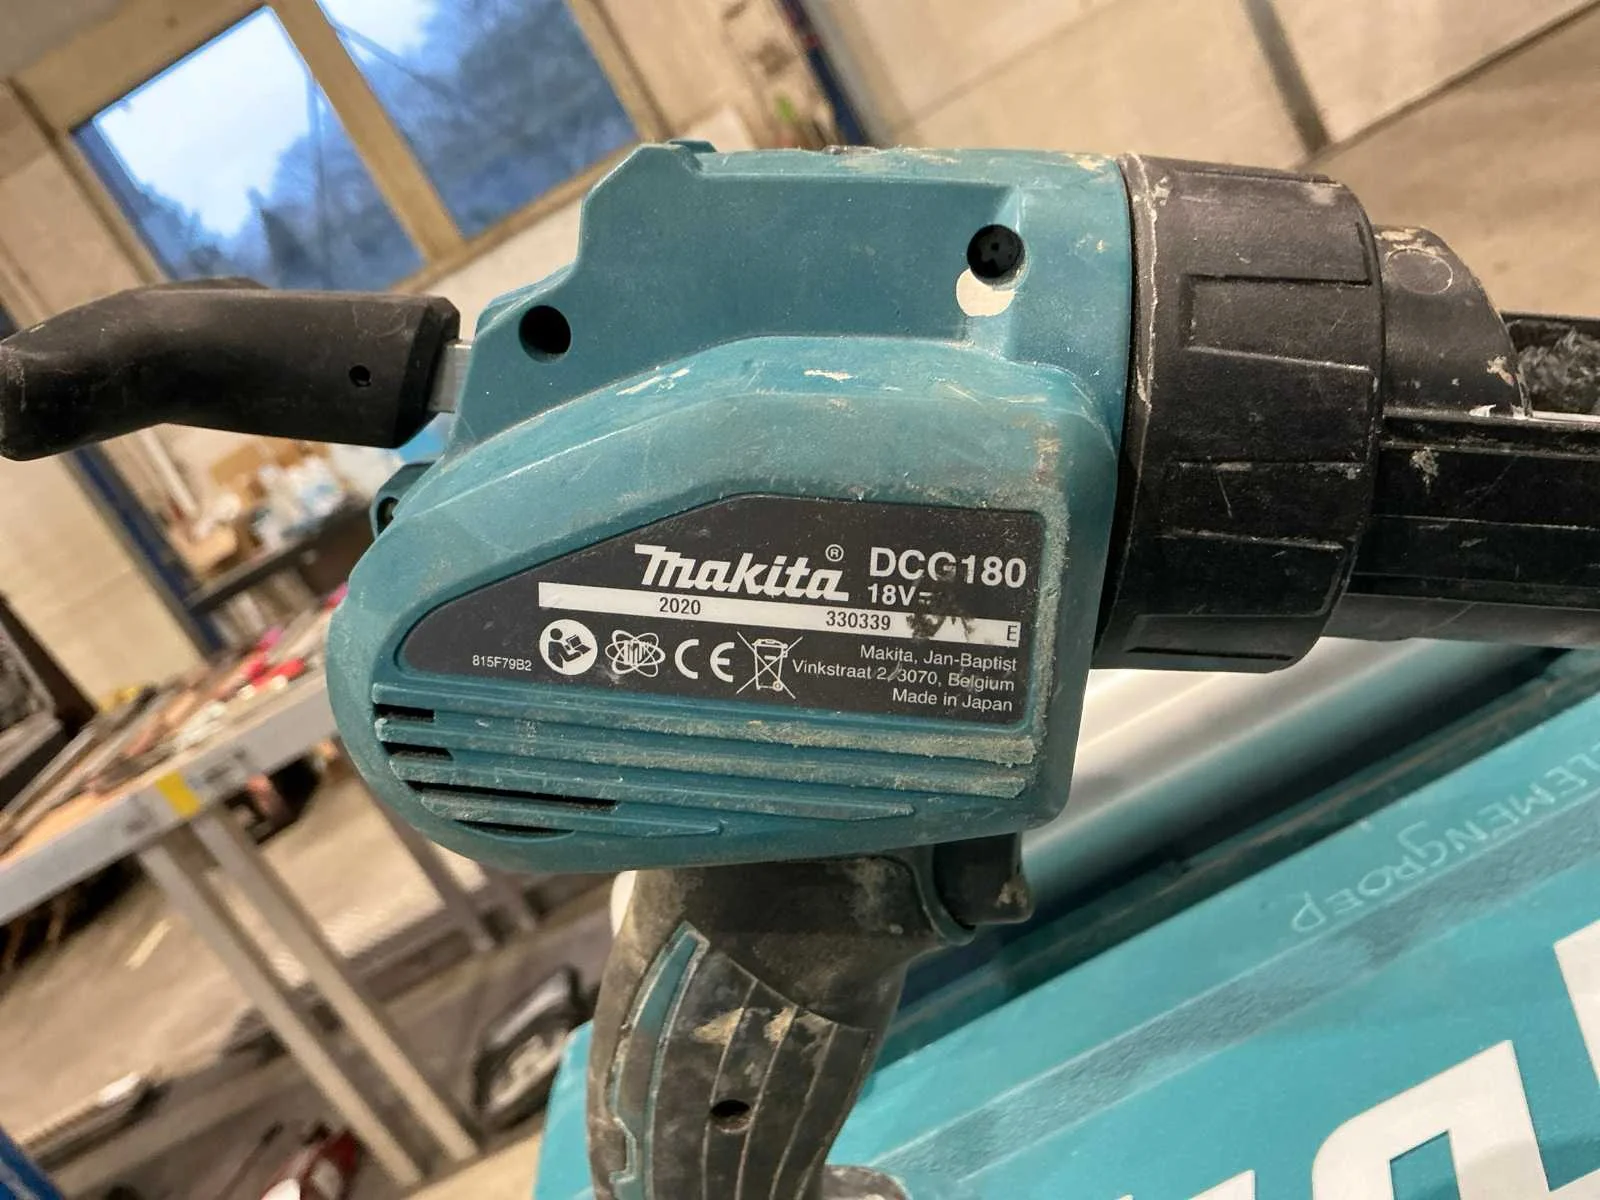 Makita® DCG180
18V
2020 330339 E
815F79B2
CE
Makita, Jan-Baptist
Vinkstraat 2, 3070, Belgium
Made in Japan